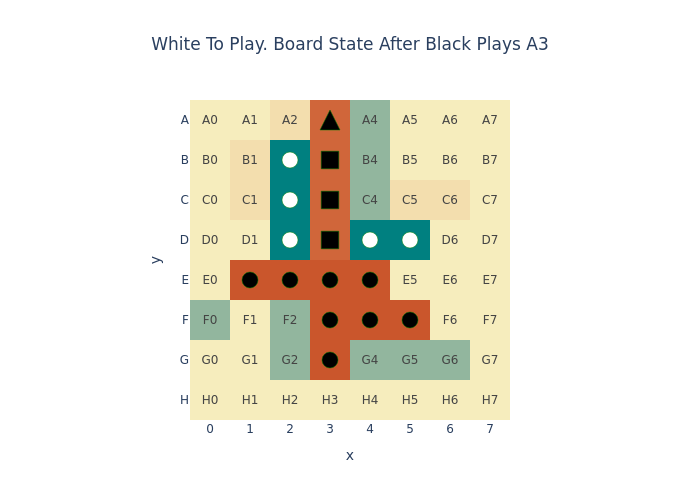 White To Play. Board State After Black Plays A3
A A0 A1 A2 A4 A5 A6 A7
B B0 B1 B4 B5 B6 B7
C C0 C1 C4 C5 C6 C7
D D0 D1 D6 D7
y
E E0 E5 E6 E7
F F0 F1 F2 F6 F7
G G0 G1 G2 G4 G5 G6 G7
H H0 H1 H2 H3 H4 H5 H6 H7
0 1 2 3 4 5 6 7
x